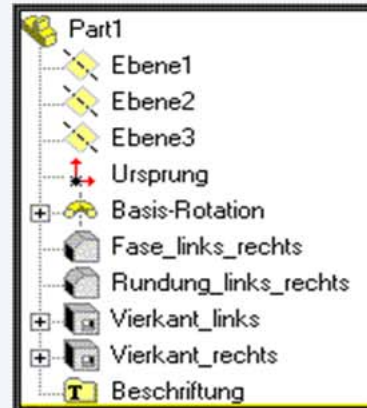 Part1
Ebene1
Ebene2
Ebene3
Ursprung
Basis-Rotation
Fase_links_rechts
Rundung_links_rechts
Vierkant_links
Vierkant_rechts
Beschriftung